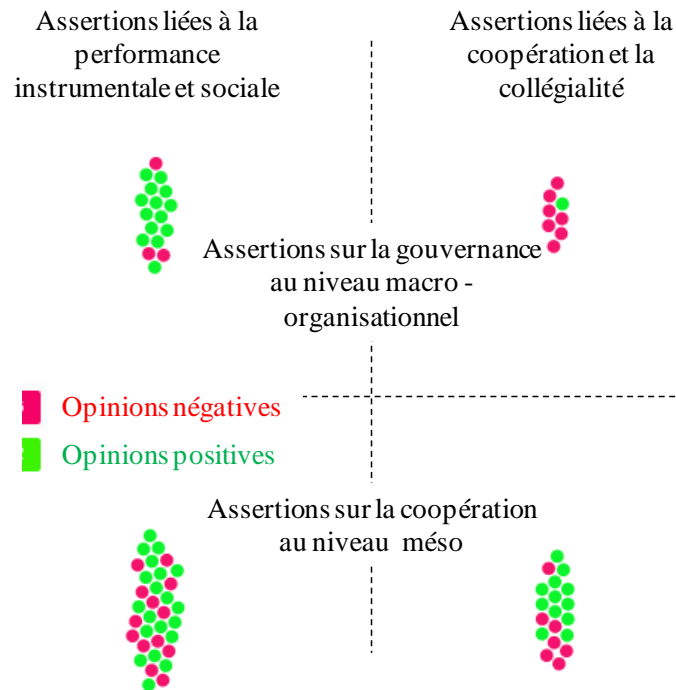 Assertions liées à la
performance
instrumentale et sociale
Assertions liées à la
coopération et la
collégialité
Assertions sur la gouvernance
au niveau macro -
organisationnel
Opinions négatives
Opinions positives
Assertions sur la coopération
au niveau méso